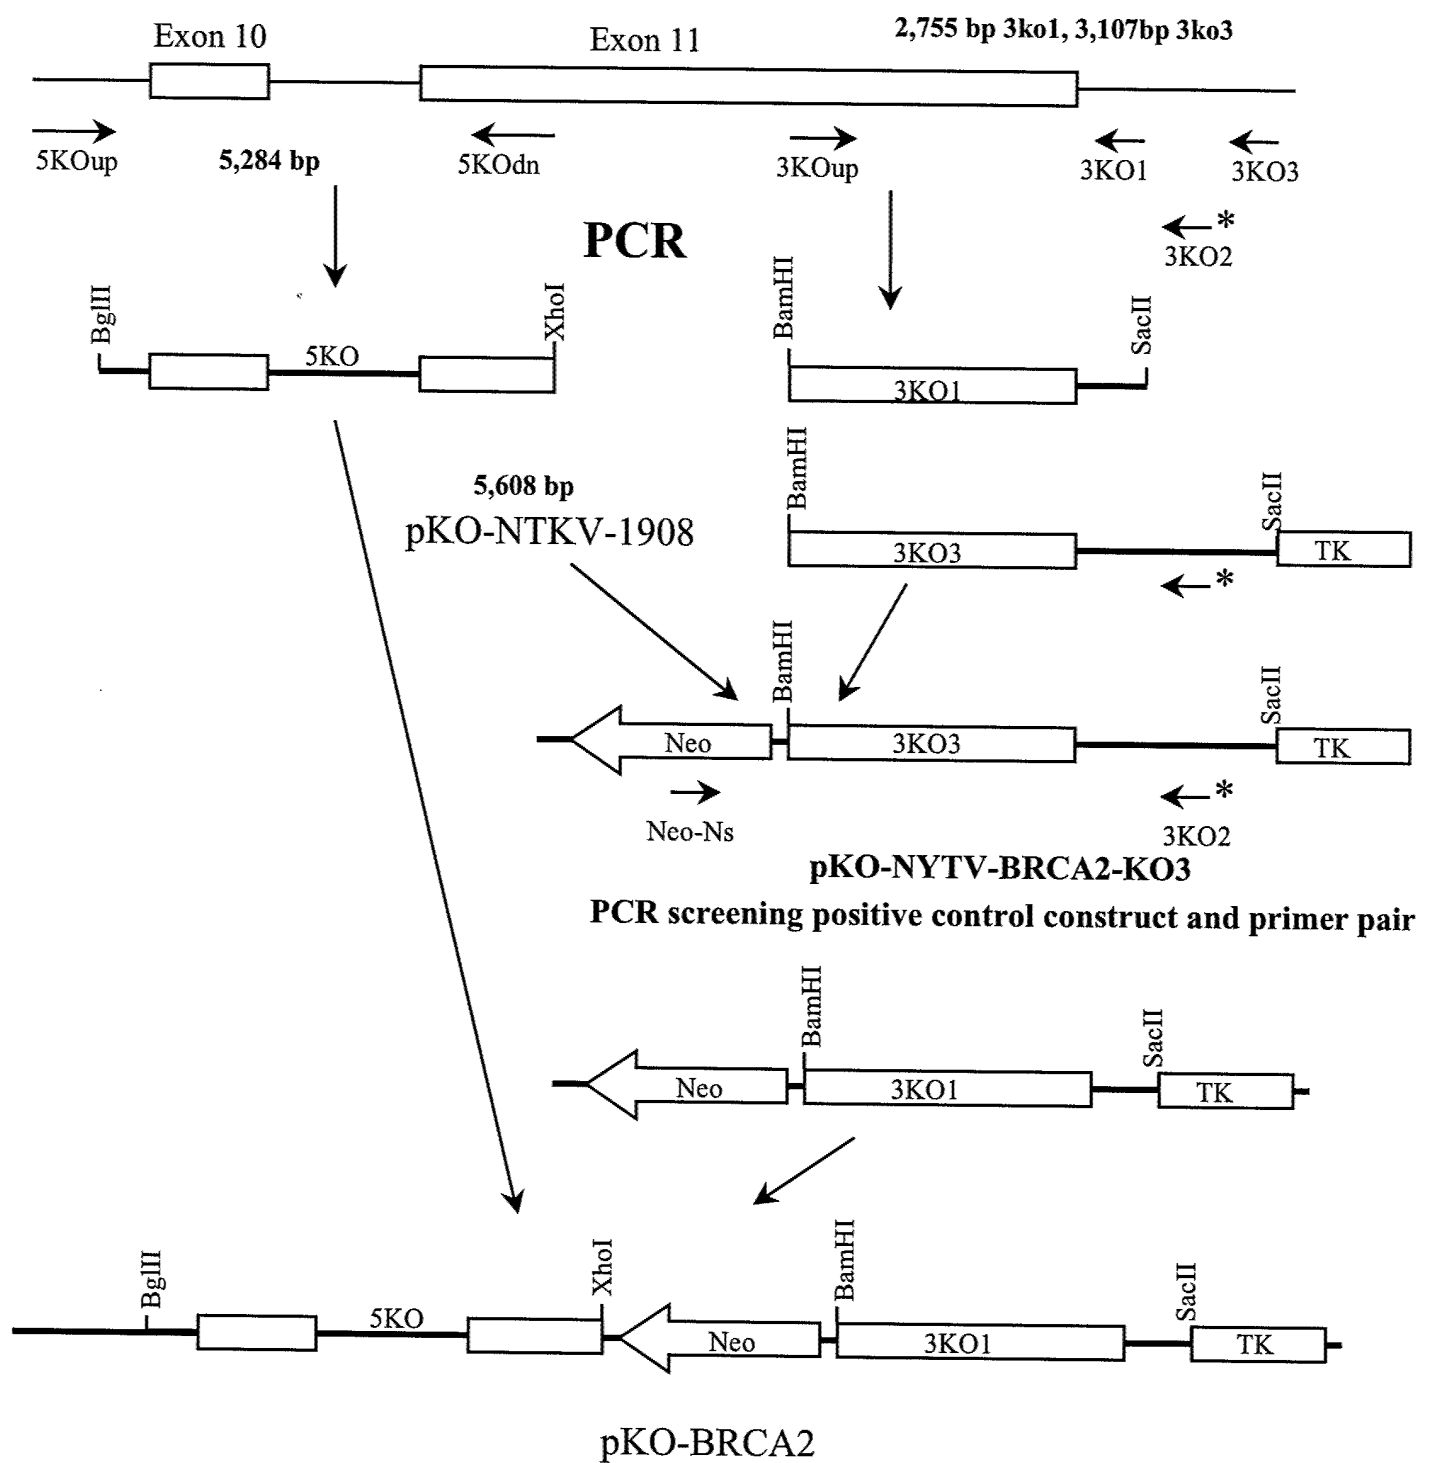 Exon 10
Exon 11
2,755 bp 3ko1, 3,107bp 3ko3
5KOup
5,284 bp
5KOdn
3KOup
3KO1
3KO3
*
3KO2
PCR
BglII
XhoI
5KO
BamHI
SacII
3KO1
5,608 bp
pKO-NTKV-1908
BamHI
SacII
3KO3
TK
*
BamHI
SacII
Neo
3KO3
TK
*
Neo-Ns
3KO2
pKO-NYTV-BRCA2-KO3
PCR screening positive control construct and primer pair
BamHI
SacII
Neo
3KO1
TK
BglII
XhoI
BamHI
SacII
5KO
Neo
3KO1
TK
pKO-BRCA2